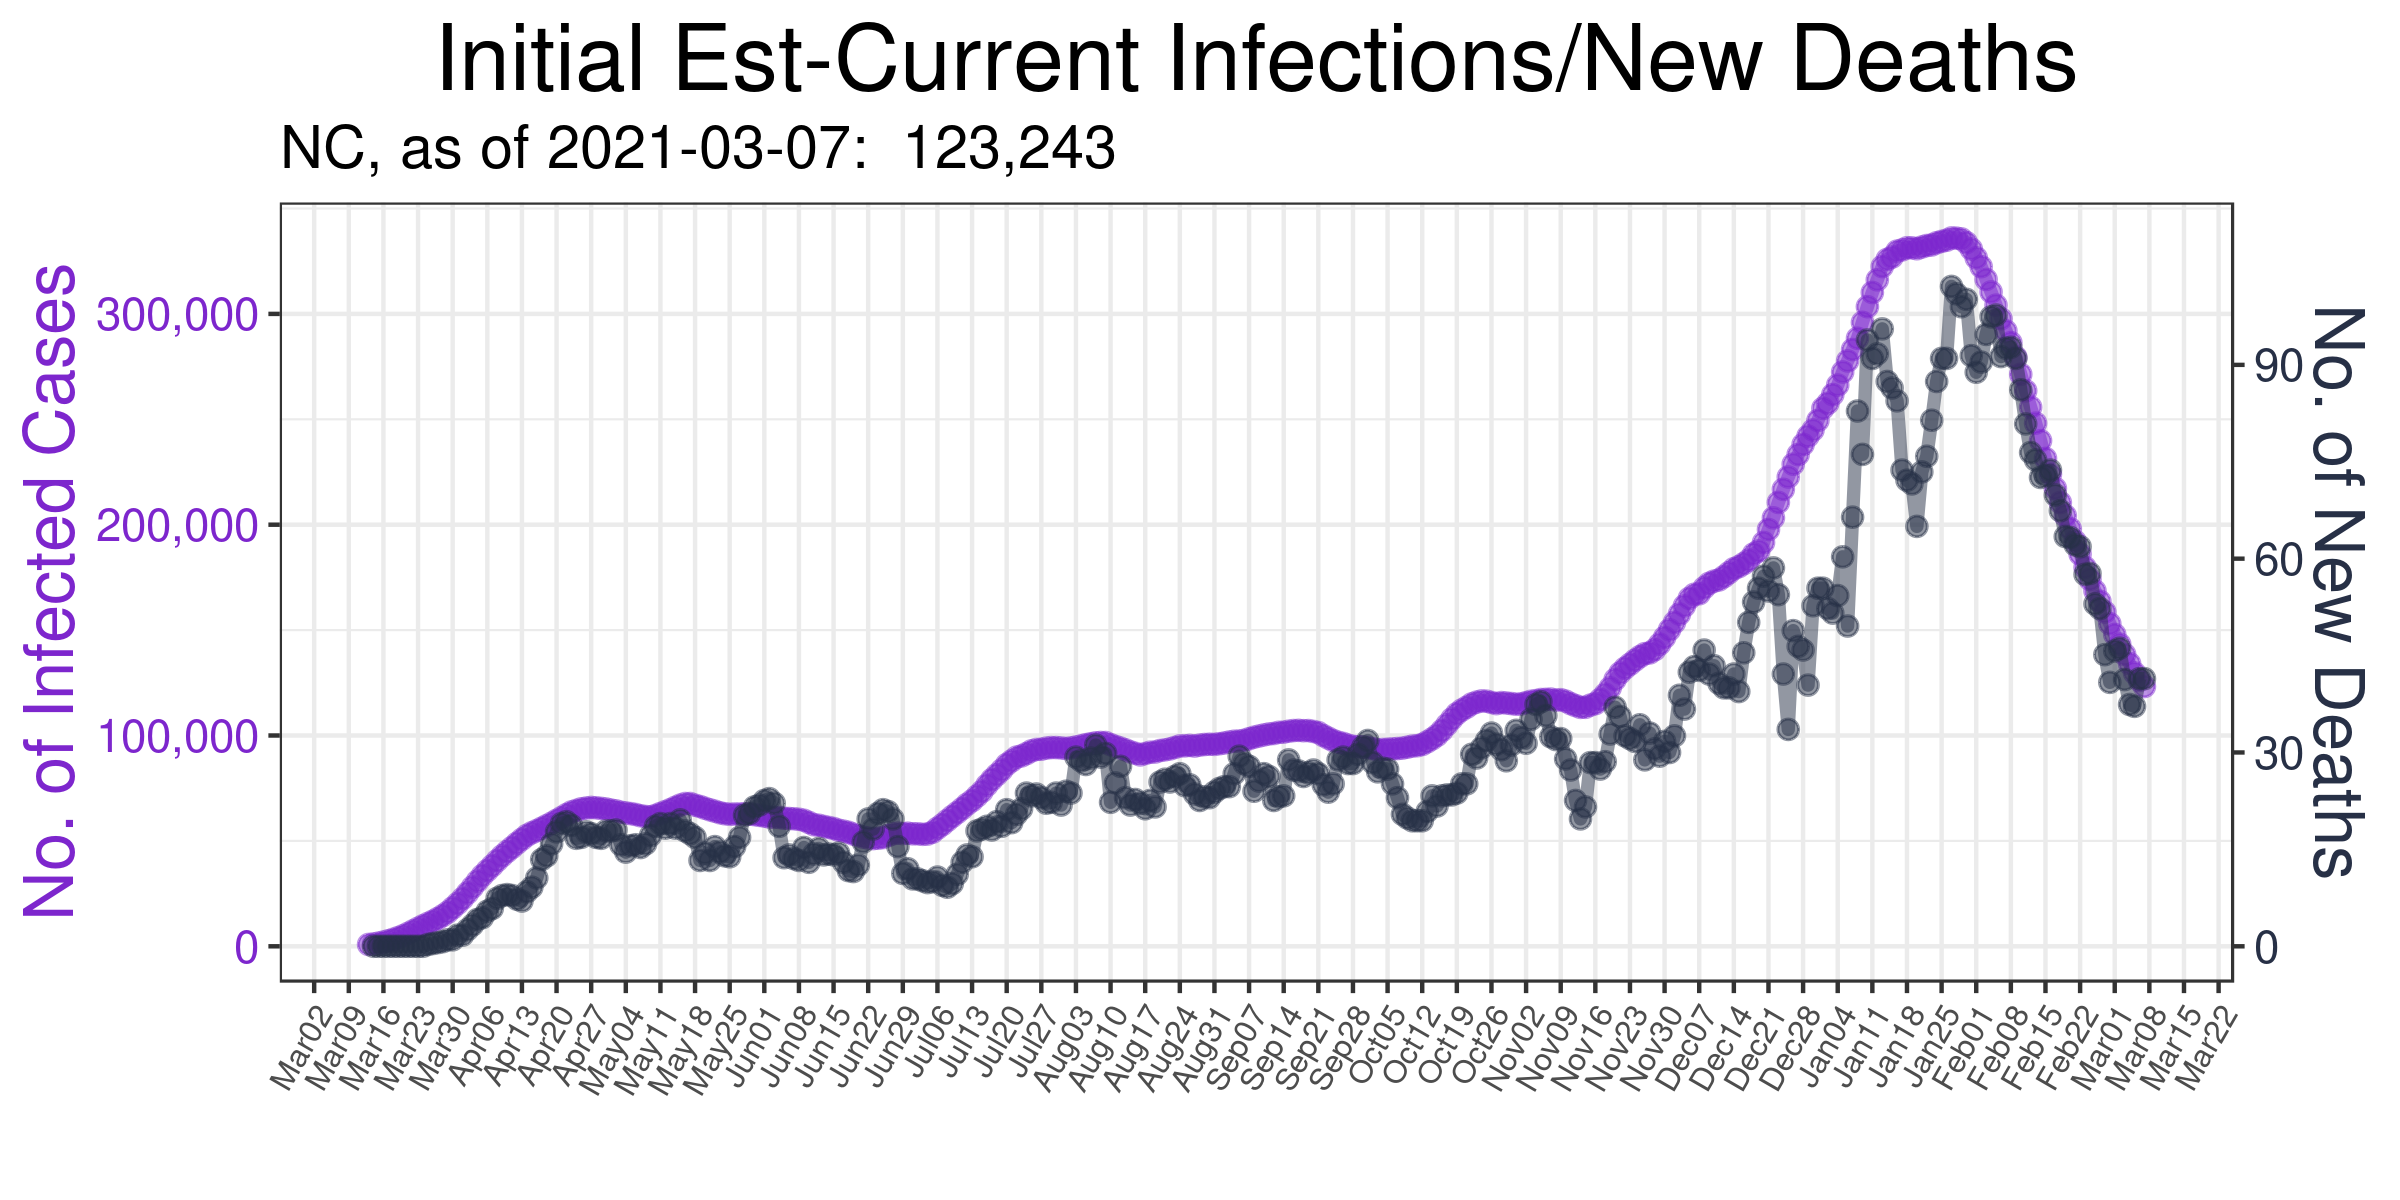 Initial Est-Current Infections/New Deaths
NC, as of 2021-03-07: 123,243
No. of Infected Cases
300,000
200,000
100,000
0
90
60
30
0
No. of New Deaths
Mar02
Mar09
Mar16
Mar23
Mar30
Apr06
Apr13
Apr20
Apr27
May04
May11
May18
May25
Jun01
Jun08
Jun15
Jun22
Jun29
Jul06
Jul13
Jul20
Jul27
Aug03
Aug10
Aug17
Aug24
Aug31
Sep07
Sep14
Sep21
Sep28
Oct05
Oct12
Oct19
Oct26
Nov02
Nov09
Nov16
Nov23
Nov30
Dec07
Dec14
Dec21
Dec28
Jan04
Jan11
Jan18
Jan25
Feb01
Feb08
Feb15
Feb22
Mar01
Mar08
Mar15
Mar22